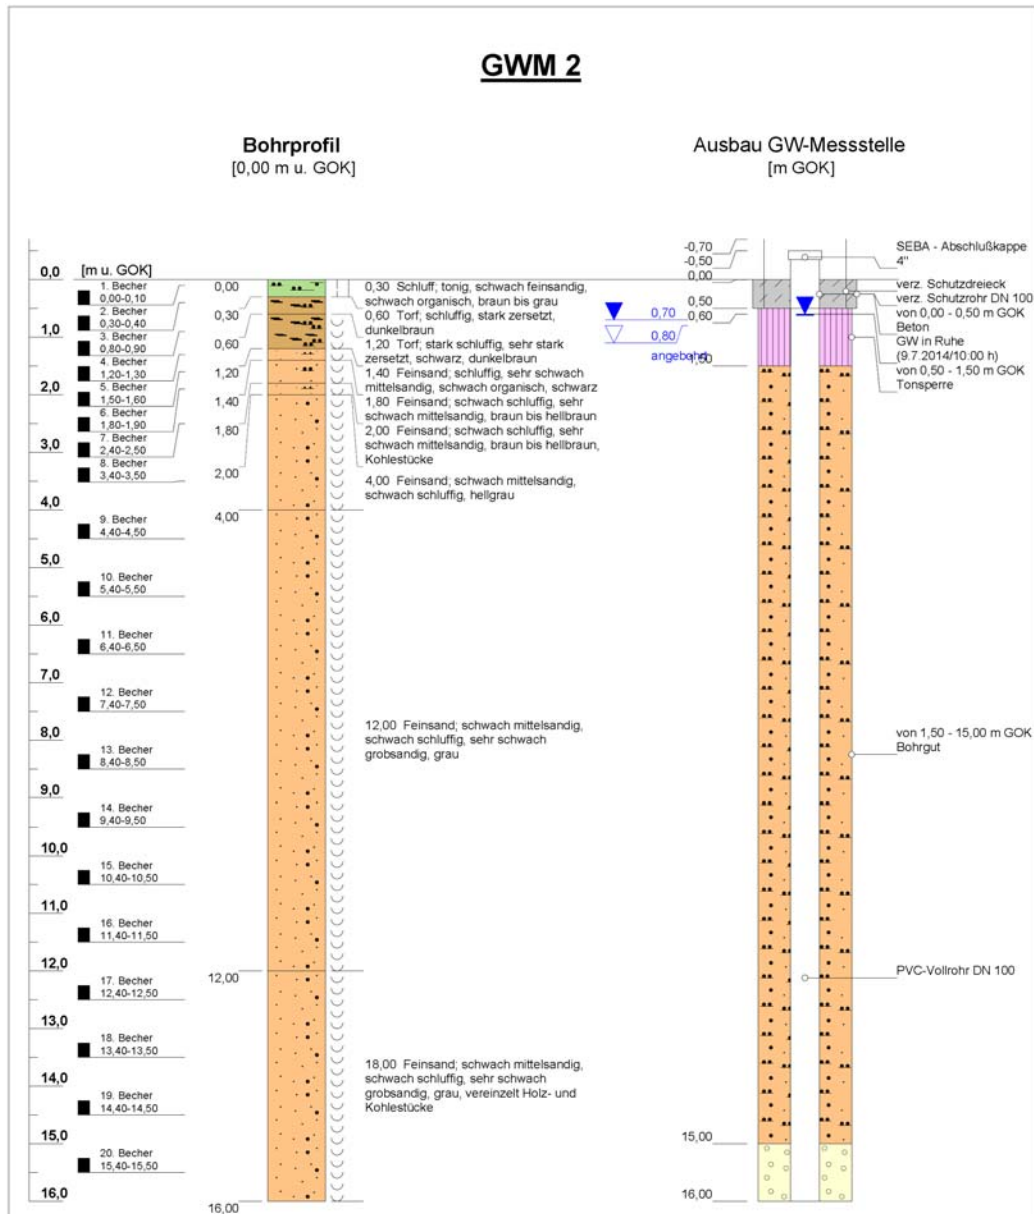 GWM 2
Bohrprofil
[0,00 m u. GOK]
Ausbau GW-Messstelle
[m GOK]
[m u. GOK]
0,0
1,0
2,0
3,0
4,0
5,0
6,0
7,0
8,0
9,0
10,0
11,0
12,0
13,0
14,0
15,0
16,0
1. Becher
0,00-0,10
2. Becher
0,30-0,40
3. Becher
0,80-0,90
4. Becher
1,20-1,30
5. Becher
1,50-1,60
6. Becher
1,80-1,90
7. Becher
2,40-2,50
8. Becher
3,40-3,50
9. Becher
4,40-4,50
10. Becher
5,40-5,50
11. Becher
6,40-6,50
12. Becher
7,40-7,50
13. Becher
8,40-8,50
14. Becher
9,40-9,50
15. Becher
10,40-10,50
16. Becher
11,40-11,50
17. Becher
12,40-12,50
18. Becher
13,40-13,50
19. Becher
14,40-14,50
20. Becher
15,40-15,50
0,00
0,30
0,60
1,20
1,40
1,80
2,00
4,00
12,00
16,00
0,30 Schluff; tonig, schwach feinsandig,
schwach organisch, braun bis grau
0,60 Torf; schluffig, stark zersetzt,
dunkelbraun
1,20 Torf; stark schluffig, sehr stark
zersetzt, schwarz, dunkelbraun
1,40 Feinsand; schluffig, sehr schwach
mittelsandig, schwach organisch, schwarz
1,80 Feinsand; schwach schluffig, sehr
schwach mittelsandig, braun bis hellbraun
2,00 Feinsand; schwach schluffig, sehr
schwach mittelsandig, braun bis hellbraun,
Kohlestücke
4,00 Feinsand; schwach mittelsandig,
schwach schluffig, hellgrau
12,00 Feinsand; schwach mittelsandig,
schwach schluffig, sehr schwach
grobsandig, grau
18,00 Feinsand; schwach mittelsandig,
schwach schluffig, sehr schwach
grobsandig, grau, vereinzelt Holz- und
Kohlestücke
-0,70
-0,50
0,00
0,50
0,60
1,50
15,00
16,00
0,70
0,80
angebohrt
SEBA - Abschlußkappe
4"
verz. Schutzdreieck
verz. Schutzrohr DN 100
von 0,00 - 0,50 m GOK
Beton
GW in Ruhe
(9.7.2014/10:00 h)
von 0,50 - 1,50 m GOK
Tonsperre
von 1,50 - 15,00 m GOK
Bohrgut
PVC-Vollrohr DN 100